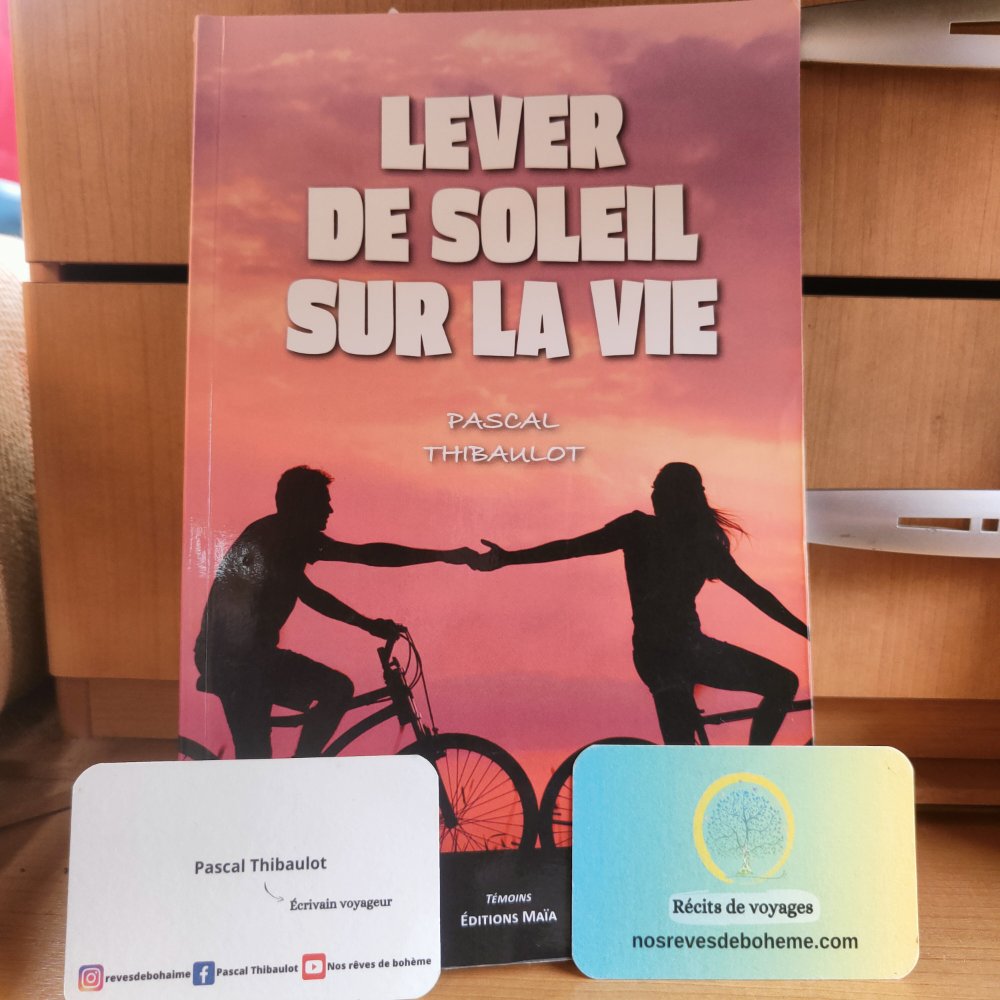 LEVER
DE SOLEIL
SUR LA VIE
PASCAL
THIBAULOT
TÉMOINS
ÉDITIONS MAÏA
Pascal Thibaulot
Écrivain voyageur
revesdebohaime Pascal Thibaulot Nos rêves de bohème
Récits de voyages
nosrevesdeboheme.com